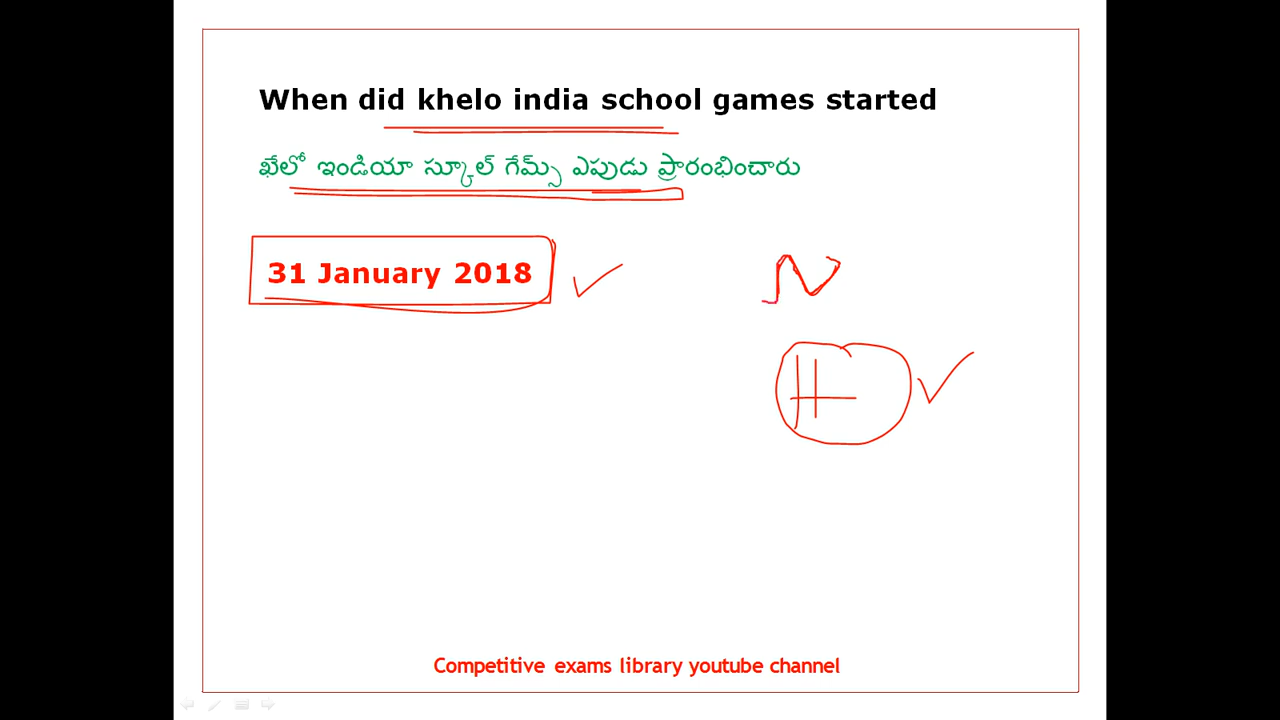 When did khelo india school games started
ఖేలో ఇండియా స్కూల్ గేమ్స్ ఎపుడు ప్రారంభించారు
31 January 2018
N
Competitive exams library youtube channel